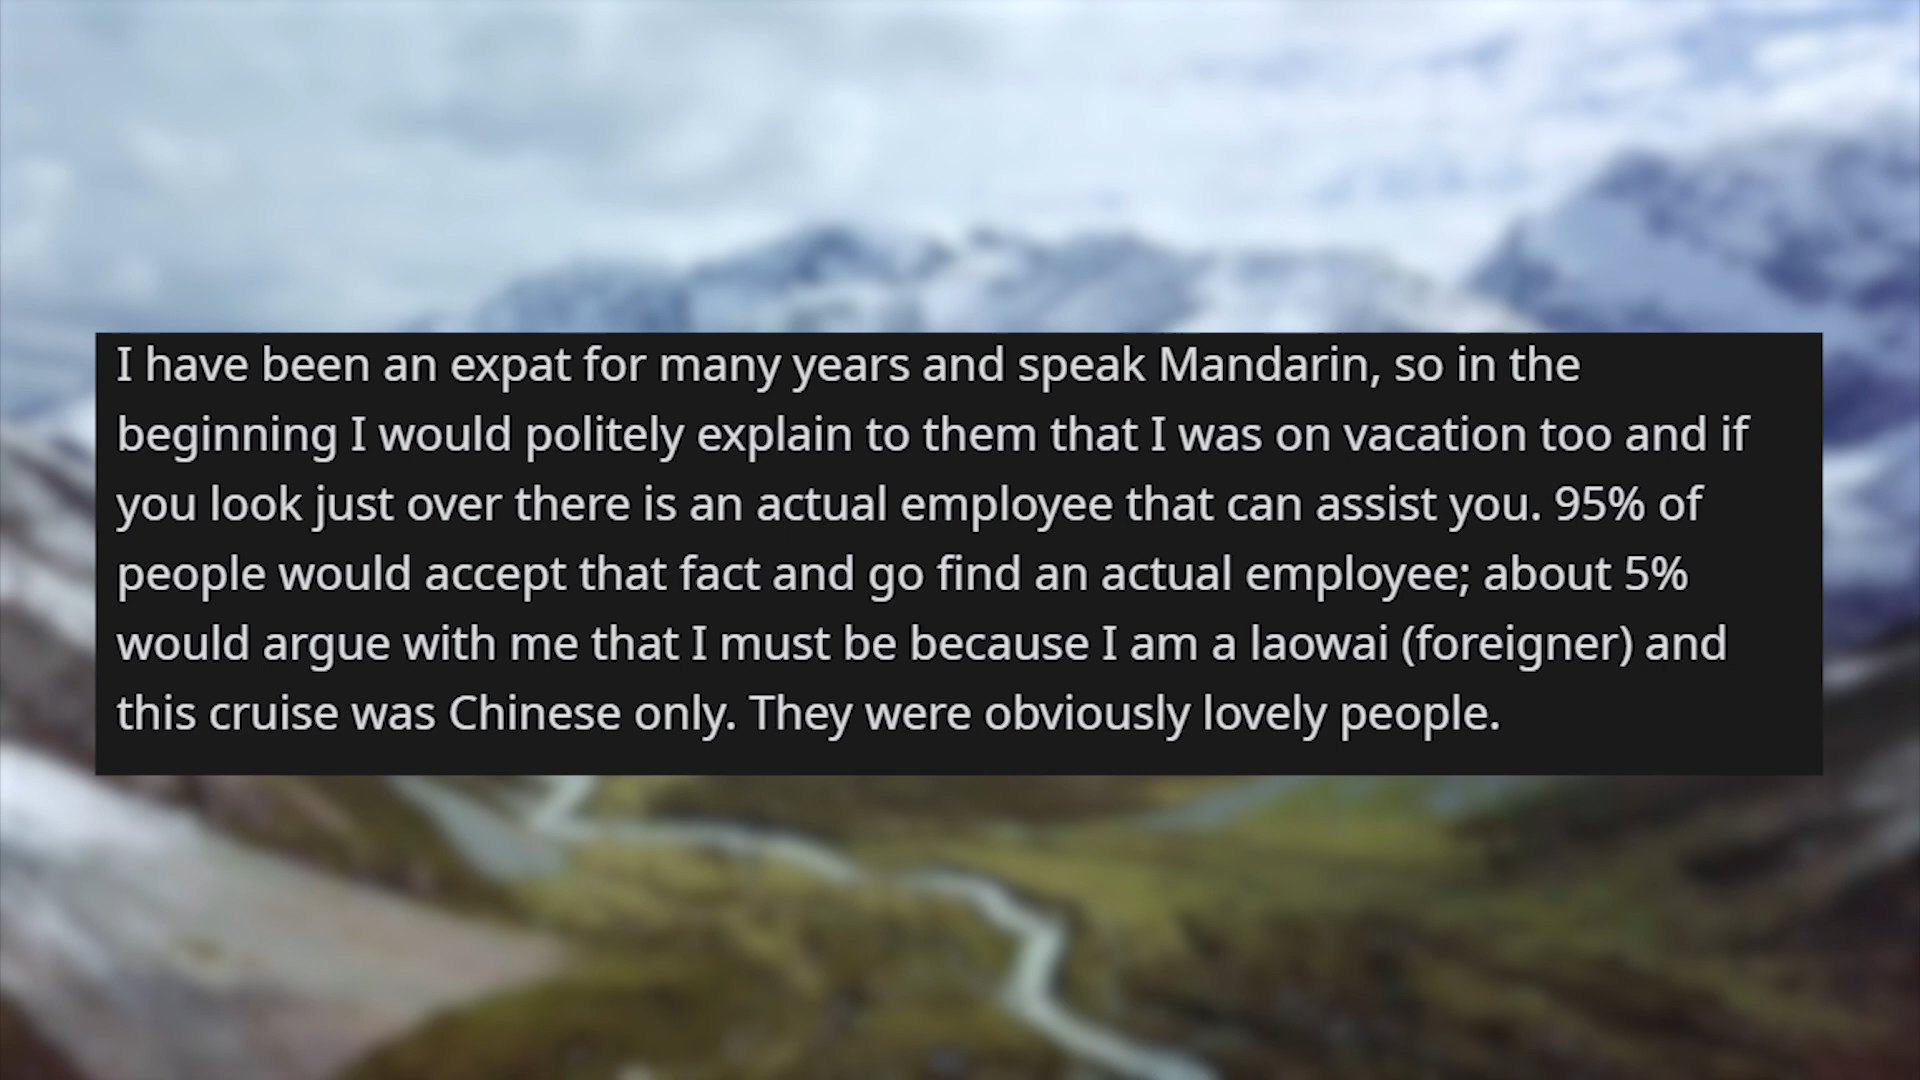 I have been an expat for many years and speak Mandarin, so in the
beginning I would politely explain to them that I was on vacation too and if
you look just over there is an actual employee that can assist you. 95% of
people would accept that fact and go find an actual employee; about 5%
would argue with me that I must be because I am a laowai (foreigner) and
this cruise was Chinese only. They were obviously lovely people.